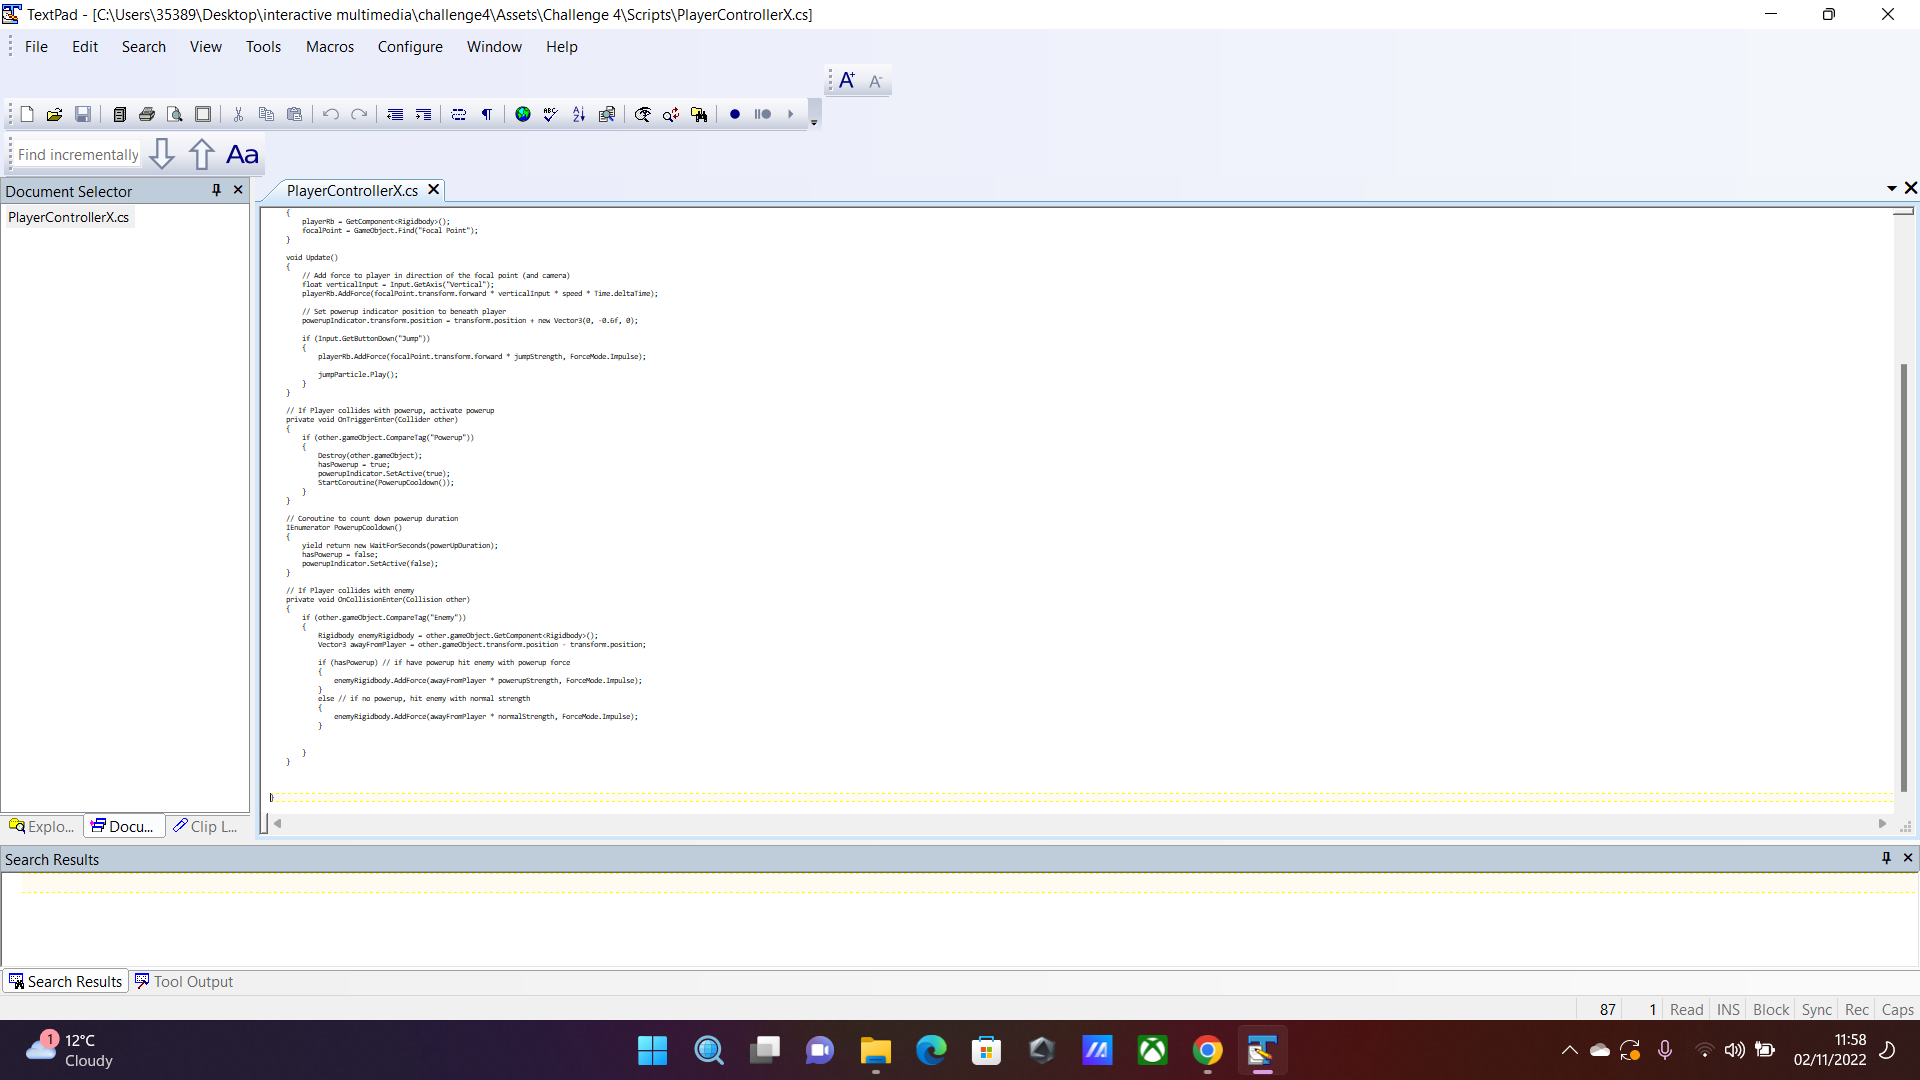 TextPad - [C:\Users\35389\Desktop\interactive multimedia\challenge4\Assets\Challenge 4\Scripts\PlayerControllerX.cs]
File Edit Search View Tools Macros Configure Window Help
A+ A-
Find incrementally Aa
Document Selector
PlayerControllerX.cs
PlayerControllerX.cs
{
playerRb = GetComponent<Rigidbody>();
focalPoint = GameObject.Find("Focal Point");
}
void Update()
{
// Add force to player in direction of the focal point (and camera)
float verticalInput = Input.GetAxis("Vertical");
playerRb.AddForce(focalPoint.transform.forward * verticalInput * speed * Time.deltaTime);
// Set powerup indicator position to beneath player
powerupIndicator.transform.position = transform.position + new Vector3(0, -0.6f, 0);
if (Input.GetButtonDown("Jump"))
{
playerRb.AddForce(focalPoint.transform.forward * jumpStrength, ForceMode.Impulse);
jumpParticle.Play();
}
}
// If Player collides with powerup, activate powerup
private void OnTriggerEnter(Collider other)
{
if (other.gameObject.CompareTag("Powerup"))
{
Destroy(other.gameObject);
hasPowerup = true;
powerupIndicator.SetActive(true);
StartCoroutine(PowerupCooldown());
}
}
// Coroutine to count down powerup duration
IEnumerator PowerupCooldown()
{
yield return new WaitForSeconds(powerUpDuration);
hasPowerup = false;
powerupIndicator.SetActive(false);
}
// If Player collides with enemy
private void OnCollisionEnter(Collision other)
{
if (other.gameObject.CompareTag("Enemy"))
{
Rigidbody enemyRigidbody = other.gameObject.GetComponent<Rigidbody>();
Vector3 awayFromPlayer = other.gameObject.transform.position - transform.position;
if (hasPowerup) // if have powerup hit enemy with powerup force
{
enemyRigidbody.AddForce(awayFromPlayer * powerupStrength, ForceMode.Impulse);
}
else // if no powerup, hit enemy with normal strength
{
enemyRigidbody.AddForce(awayFromPlayer * normalStrength, ForceMode.Impulse);
}
}
}
}
Explo... Docu... Clip L...
Search Results
Search Results Tool Output
87 1 Read INS Block Sync Rec Caps
1 12°C
Cloudy
11:58
02/11/2022